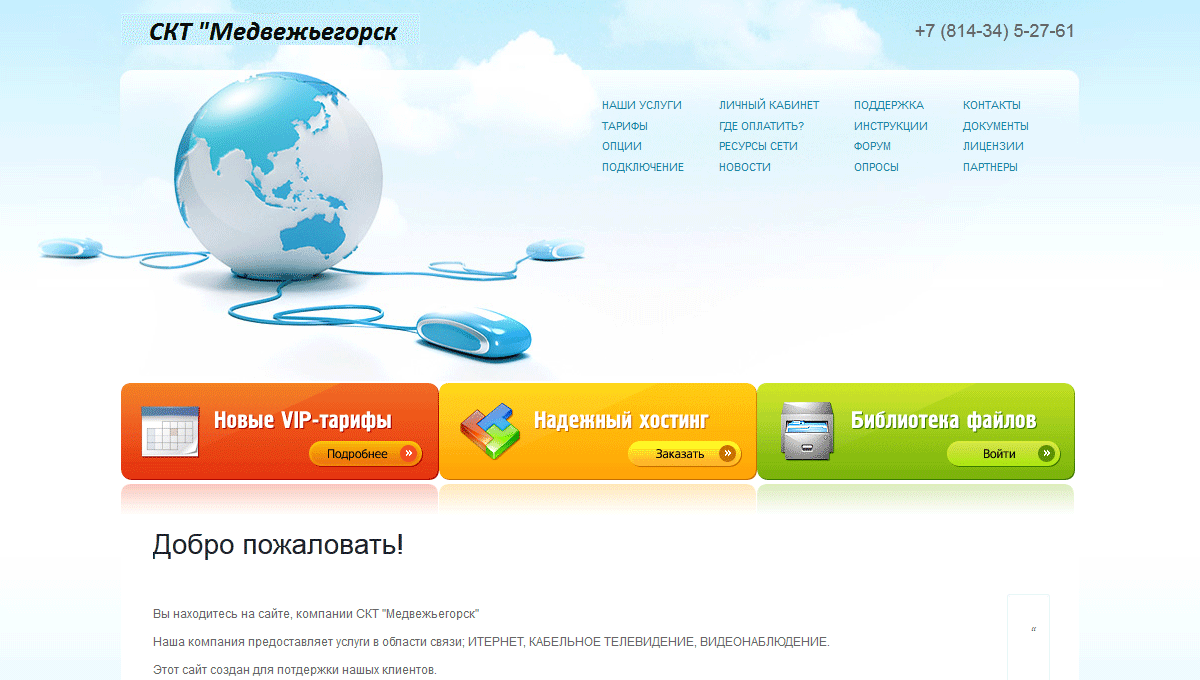 СКТ "Медвежьегорск
+7 (814-34) 5-27-61
НАШИ УСЛУГИ ЛИЧНЫЙ КАБИНЕТ ПОДДЕРЖКА КОНТАКТЫ
ТАРИФЫ ГДЕ ОПЛАТИТЬ? ИНСТРУКЦИИ ДОКУМЕНТЫ
ОПЦИИ РЕСУРСЫ СЕТИ ФОРУМ ЛИЦЕНЗИИ
ПОДКЛЮЧЕНИЕ НОВОСТИ ОПРОСЫ ПАРТНЕРЫ
Новые VIP-тарифы
Подробнее »
Надежный хостинг
Заказать »
Библиотека файлов
Войти »
Добро пожаловать!
Вы находитесь на сайте, компании СКТ "Медвежьегорск"
"
Наша компания предоставляет услуги в области связи; ИТЕРНЕТ, КАБЕЛЬНОЕ ТЕЛЕВИДЕНИЕ, ВИДЕОНАБЛЮДЕНИЕ.
Этот сайт создан для потдержки нашых клиентов.